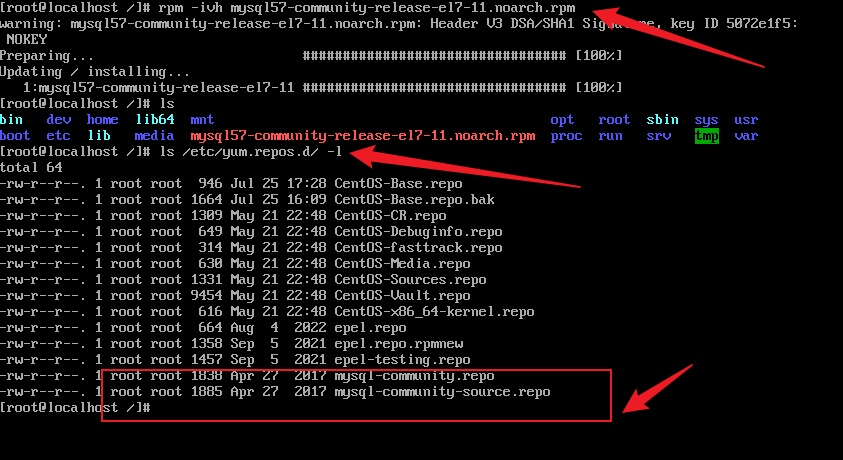 [root@localhost /]# rpm -ivh mysql57-community-release-el7-11.noarch.rpm
warning: mysql57-community-release-el7-11.noarch.rpm: Header V3 DSA/SHA1 Signature, key ID 5072e1f5:
 NOKEY
Preparing...                          ################################# [100%]
Updating / installing...
   1:mysql57-community-release-el7-11 ################################# [100%]
[root@localhost /]# ls
bin   dev  home  lib64  mnt                                          opt   root  sbin  sys  usr
boot  etc  lib   media  mysql57-community-release-el7-11.noarch.rpm  proc  run   srv   tmp  var
[root@localhost /]# ls /etc/yum.repos.d/ -l
total 64
-rw-r--r--. 1 root root  946 Jul 25 17:28 CentOS-Base.repo
-rw-r--r--. 1 root root 1664 Jul 25 16:09 CentOS-Base.repo.bak
-rw-r--r--. 1 root root 1309 May 21 22:48 CentOS-CR.repo
-rw-r--r--. 1 root root  649 May 21 22:48 CentOS-Debuginfo.repo
-rw-r--r--. 1 root root  314 May 21 22:48 CentOS-fasttrack.repo
-rw-r--r--. 1 root root  630 May 21 22:48 CentOS-Media.repo
-rw-r--r--. 1 root root 1331 May 21 22:48 CentOS-Sources.repo
-rw-r--r--. 1 root root 9454 May 21 22:48 CentOS-Vault.repo
-rw-r--r--. 1 root root  616 May 21 22:48 CentOS-x86_64-kernel.repo
-rw-r--r--. 1 root root  664 Aug  4  2022 epel.repo
-rw-r--r--. 1 root root 1358 Sep  5  2021 epel.repo.rpmnew
-rw-r--r--. 1 root root 1457 Sep  5  2021 epel-testing.repo
-rw-r--r--. 1 root root 1838 Apr 27  2017 mysql-community.repo
-rw-r--r--. 1 root root 1885 Apr 27  2017 mysql-community-source.repo
[root@localhost /]#